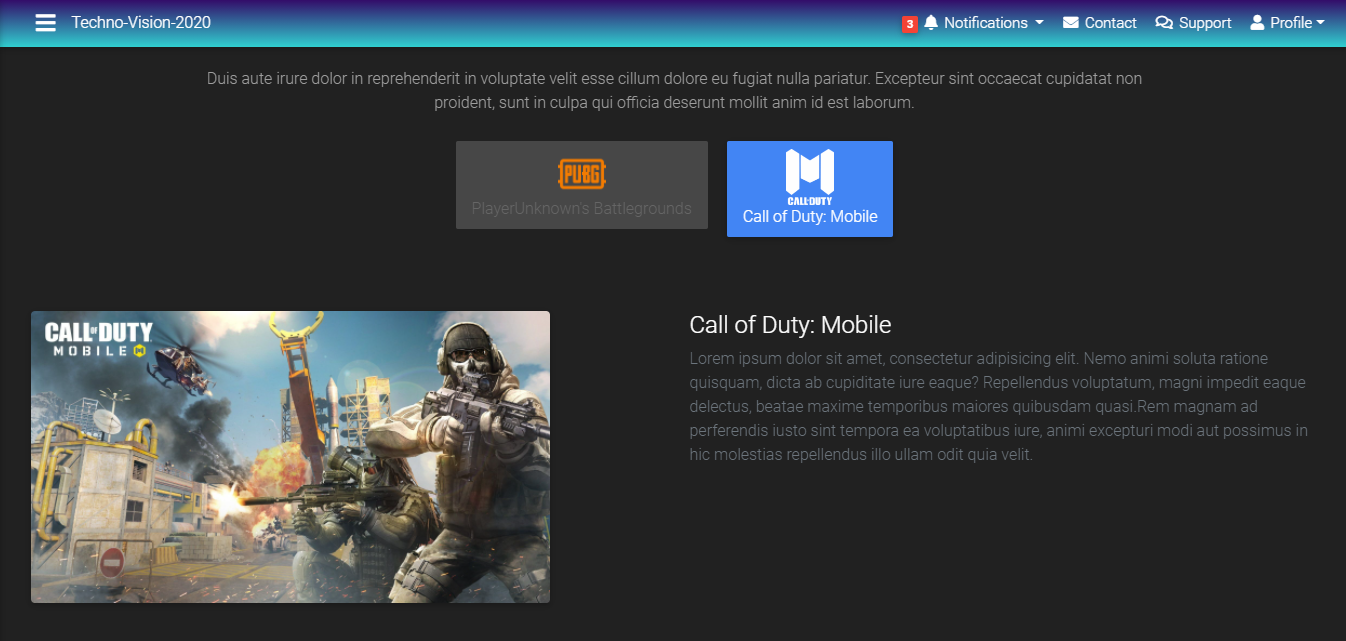 Techno-Vision-2020
3 Notifications Contact Support Profile
Duis aute irure dolor in reprehenderit in voluptate velit esse cillum dolore eu fugiat nulla pariatur. Excepteur sint occaecat cupidatat non
proident, sunt in culpa qui officia deserunt mollit anim id est laborum.
PUBG
PlayerUnknown's Battlegrounds
CALL OF DUTY
Call of Duty: Mobile
CALL OF DUTY
MOBILE
Call of Duty: Mobile
Lorem ipsum dolor sit amet, consectetur adipisicing elit. Nemo animi soluta ratione
quisquam, dicta ab cupiditate iure eaque? Repellendus voluptatum, magni impedit eaque
delectus, beatae maxime temporibus maiores quibusdam quasi.Rem magnam ad
perferendis iusto sint tempora ea voluptatibus iure, animi excepturi modi aut possimus in
hic molestias repellendus illo ullam odit quia velit.